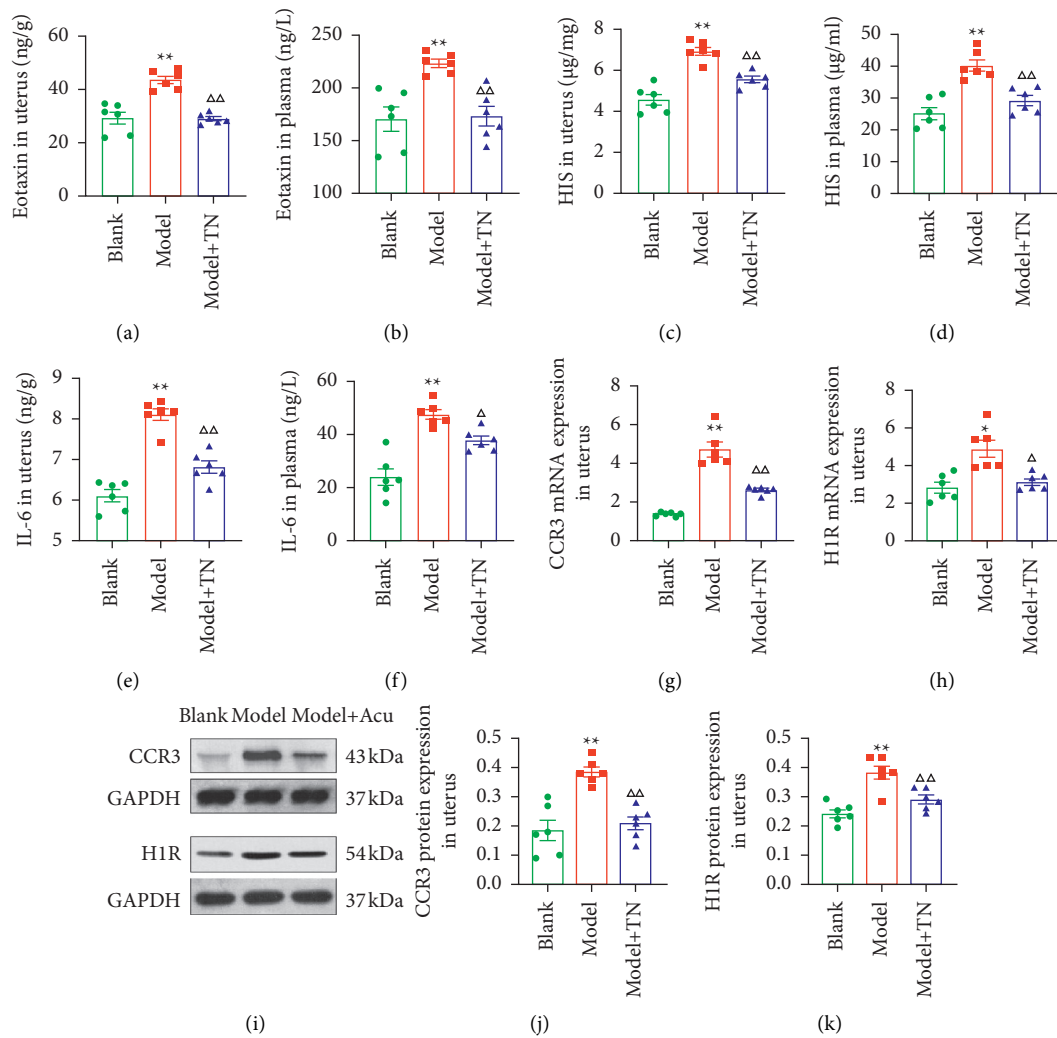 Eotaxin in uterus (ng/g)
60
40
20
0
**
△△
Blank
Model
Model+TN
(a)
Eotaxin in plasma (ng/L)
250
200
150
100
**
△△
Blank
Model
Model+TN
(b)
HIS in uterus (μg/mg)
8
6
4
2
0
**
△△
Blank
Model
Model+TN
(c)
HIS in plasma (μg/ml)
50
40
30
20
10
0
**
△△
Blank
Model
Model+TN
(d)
IL-6 in uterus (ng/g)
9
8
7
6
5
**
△△
Blank
Model
Model+TN
(e)
IL-6 in plasma (ng/L)
60
40
20
0
**
△
Blank
Model
Model+TN
(f)
CCR3 mRNA expression
in uterus
8
6
4
2
0
**
△△
Blank
Model
Model+TN
(g)
H1R mRNA expression
in uterus
8
6
4
2
0
*
△
Blank
Model
Model+TN
(h)
Blank Model Model+Acu
CCR3 43 kDa
GAPDH 37 kDa
H1R 54 kDa
GAPDH 37 kDa
(i)
CCR3 protein expression
in uterus
0.5
0.4
0.3
0.2
0.1
0.0
**
△△
Blank
Model
Model+TN
(j)
H1R protein expression
in uterus
0.5
0.4
0.3
0.2
0.1
0.0
**
△△
Blank
Model
Model+TN
(k)